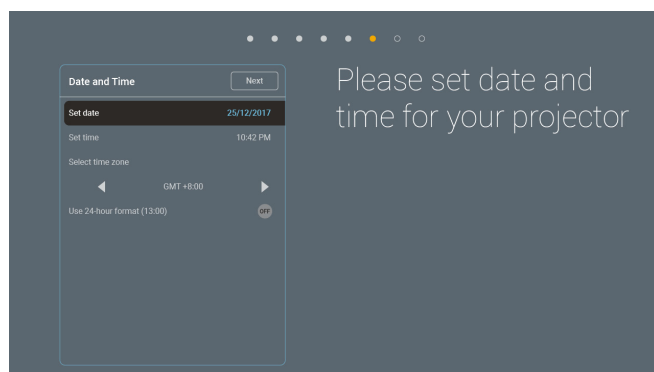 Date and Time
Next
Set date
25/12/2017
Set time
10:42 PM
Select time zone
GMT +8:00
Use 24-hour format (13:00)
OFF
Please set date and
time for your projector